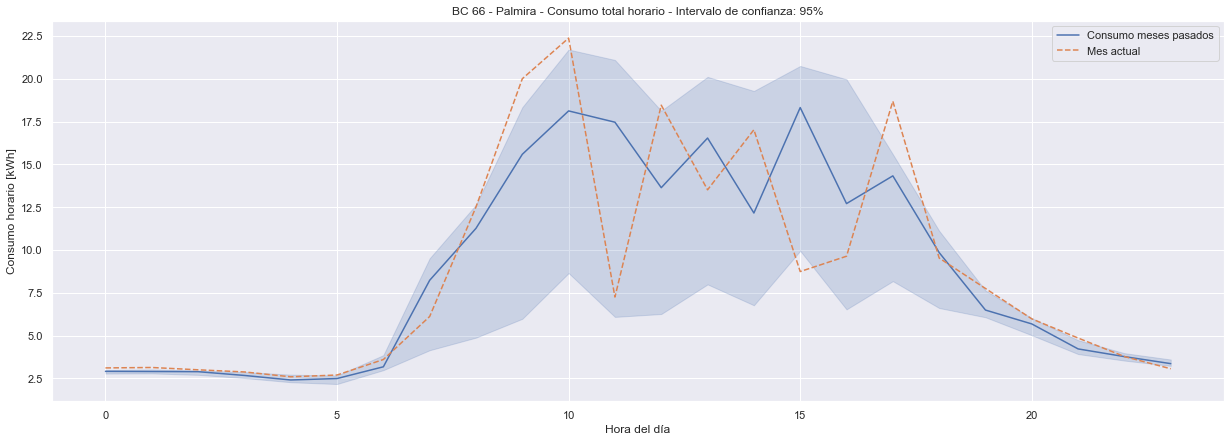 BC 66 - Palmira - Consumo total horario - Intervalo de confianza: 95%
Consumo meses pasados
Mes actual
Consumo horario [kWh]
22.5
20.0
17.5
15.0
12.5
10.0
7.5
5.0
2.5
0 5 10 15 20
Hora del día